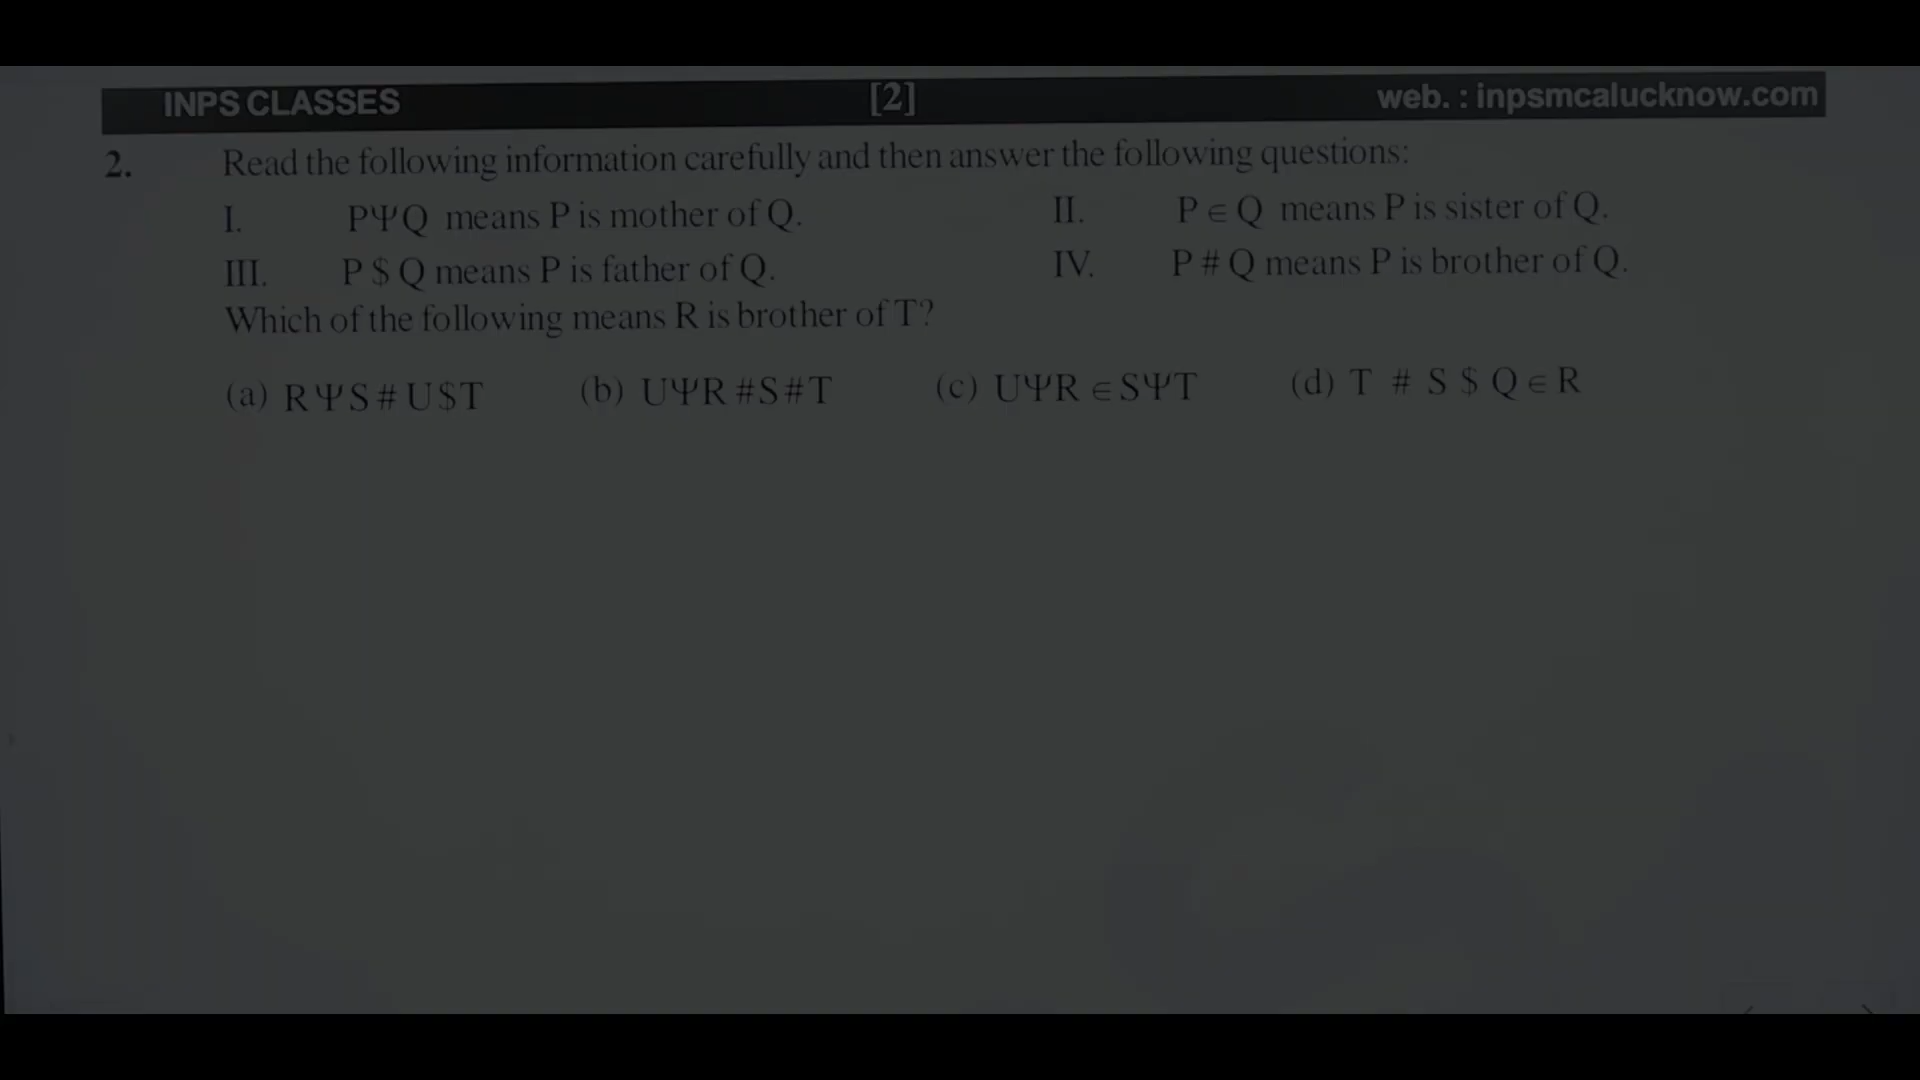 INPS CLASSES [2] web. : inpsmcalucknow.com
2. Read the following information carefully and then answer the following questions:
I. PΨQ means P is mother of Q. II. P ∈ Q means P is sister of Q.
III. P $ Q means P is father of Q. IV. P # Q means P is brother of Q.
Which of the following means R is brother of T?
(a) RΨS # U$T (b) UΨR #S#T (c) UΨR ∈ SΨT (d) T # S $ Q ∈ R